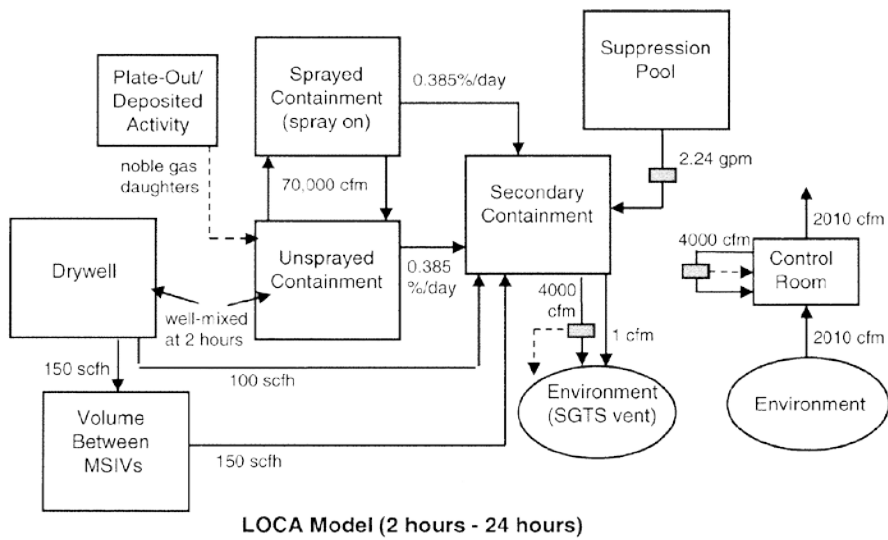 Plate-Out/
Deposited
Activity
noble gas
daughters
Sprayed
Containment
(spray on)
0.385%/day
70,000 cfm
Unsprayed
Containment
0.385
%/day
Suppression
Pool
2.24 gpm
Secondary
Containment
Drywell
well-mixed
at 2 hours
150 scfh
100 scfh
Volume
Between
MSIVs
150 scfh
4000
cfm
1 cfm
Environment
(SGTS vent)
2010 cfm
4000 cfm
Control
Room
2010 cfm
Environment
LOCA Model (2 hours - 24 hours)